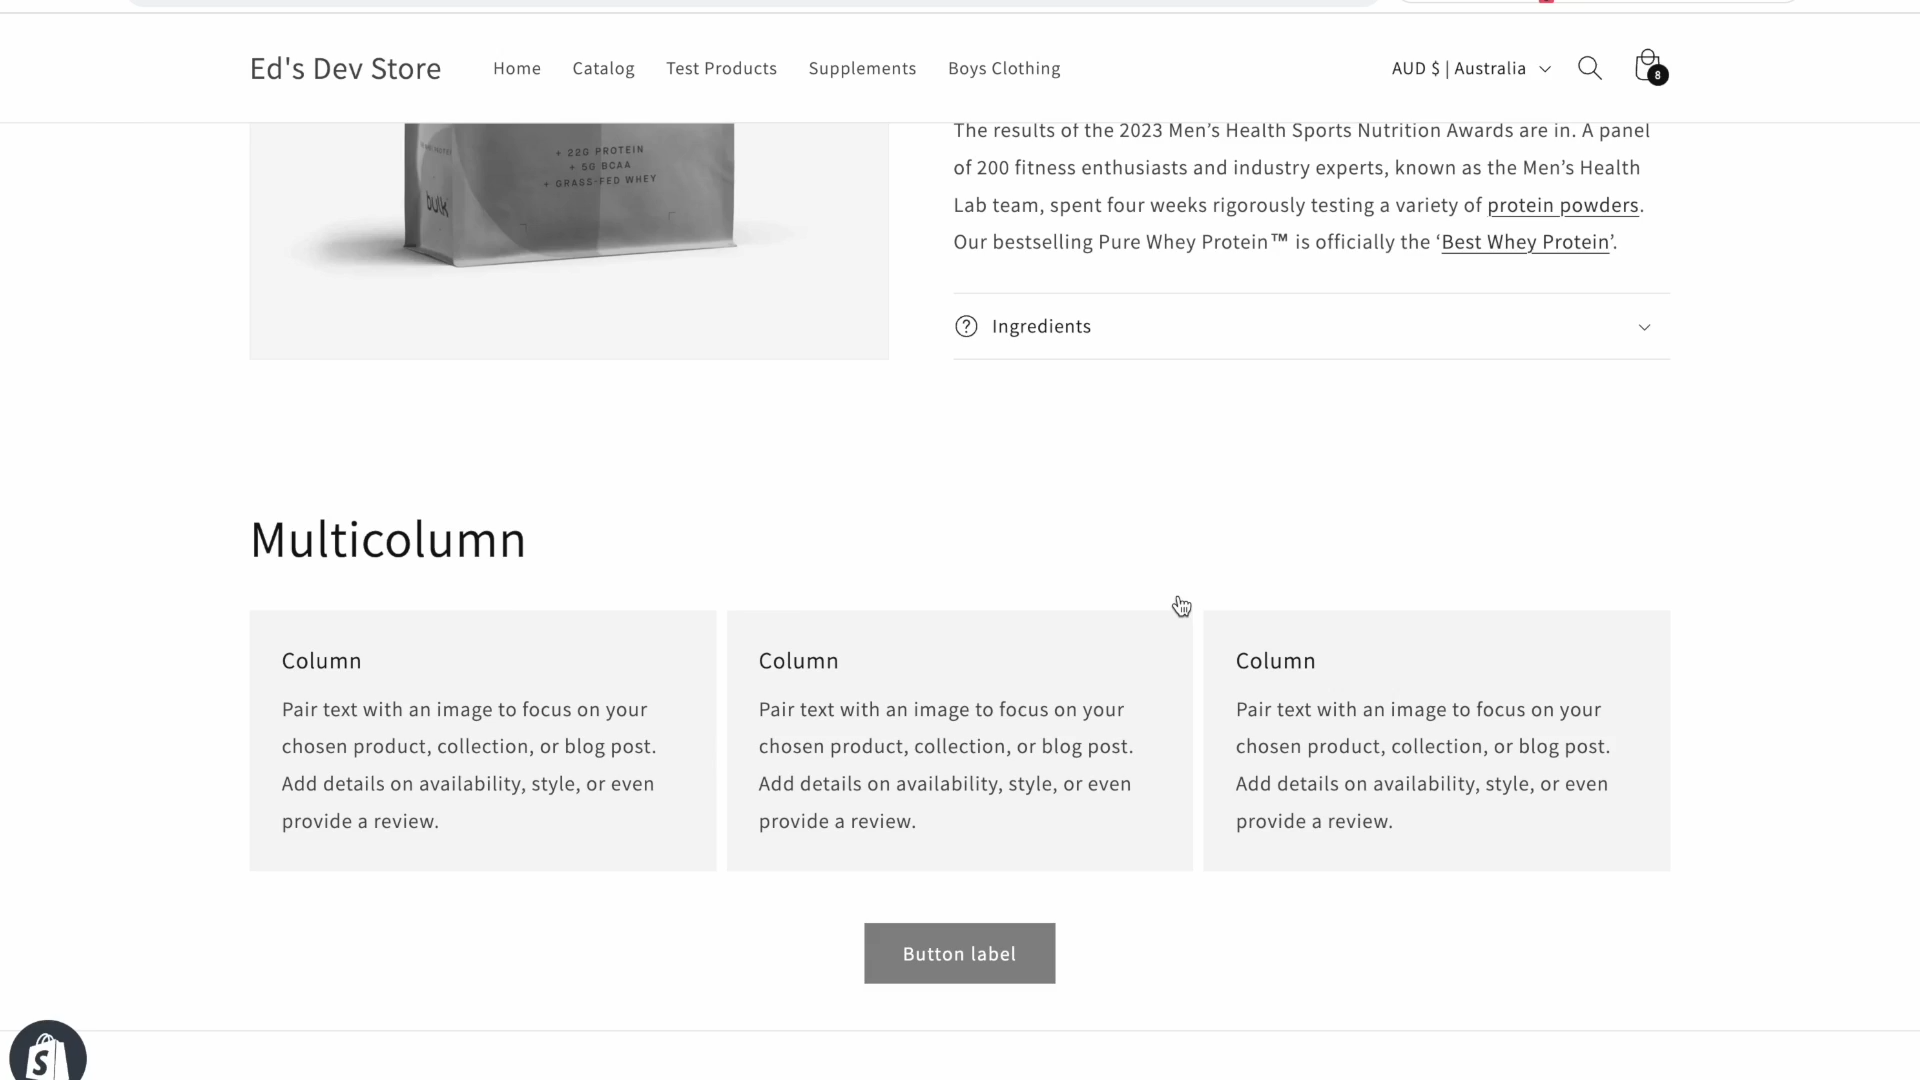 Ed's Dev Store
Home Catalog Test Products Supplements Boys Clothing
AUD $ | Australia
8
+ 22G PROTEIN
+ 5G BCAA
+ GRASS-FED WHEY
bulk
The results of the 2023 Men’s Health Sports Nutrition Awards are in. A panel
of 200 fitness enthusiasts and industry experts, known as the Men’s Health
Lab team, spent four weeks rigorously testing a variety of protein powders.
Our bestselling Pure Whey Protein™ is officially the ‘Best Whey Protein’.
Ingredients
Multicolumn
Column
Pair text with an image to focus on your
chosen product, collection, or blog post.
Add details on availability, style, or even
provide a review.
Column
Pair text with an image to focus on your
chosen product, collection, or blog post.
Add details on availability, style, or even
provide a review.
Column
Pair text with an image to focus on your
chosen product, collection, or blog post.
Add details on availability, style, or even
provide a review.
Button label